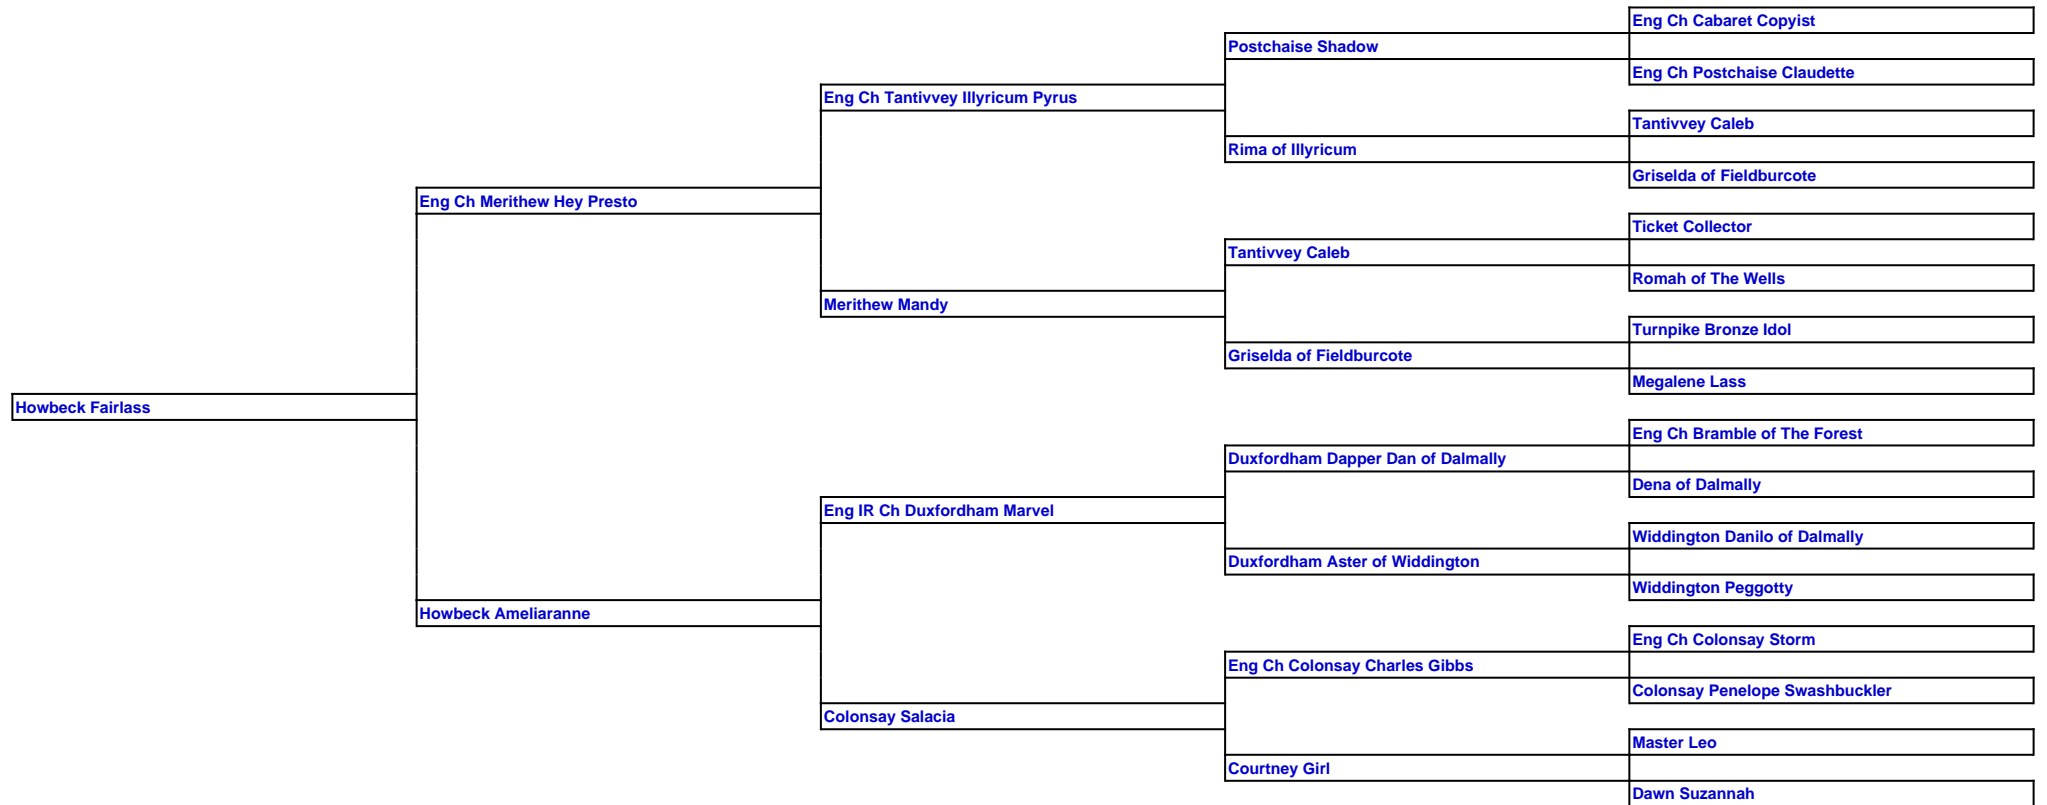 Eng Ch Cabaret Copyist
Postchaise Shadow
Eng Ch Postchaise Claudette
Eng Ch Tantivvey Illyricum Pyrus
Tantivvey Caleb
Rima of Illyricum
Griselda of Fieldburcote
Eng Ch Merithew Hey Presto
Ticket Collector
Tantivvey Caleb
Romah of The Wells
Merithew Mandy
Turnpike Bronze Idol
Griselda of Fieldburcote
Megalene Lass
Howbeck Fairlass
Eng Ch Bramble of The Forest
Duxfordham Dapper Dan of Dalmally
Dena of Dalmally
Eng IR Ch Duxfordham Marvel
Widdington Danilo of Dalmally
Duxfordham Aster of Widdington
Widdington Peggotty
Howbeck Ameliaranne
Eng Ch Colonsay Storm
Eng Ch Colonsay Charles Gibbs
Colonsay Penelope Swashbuckler
Colonsay Salacia
Master Leo
Courtney Girl
Dawn Suzannah